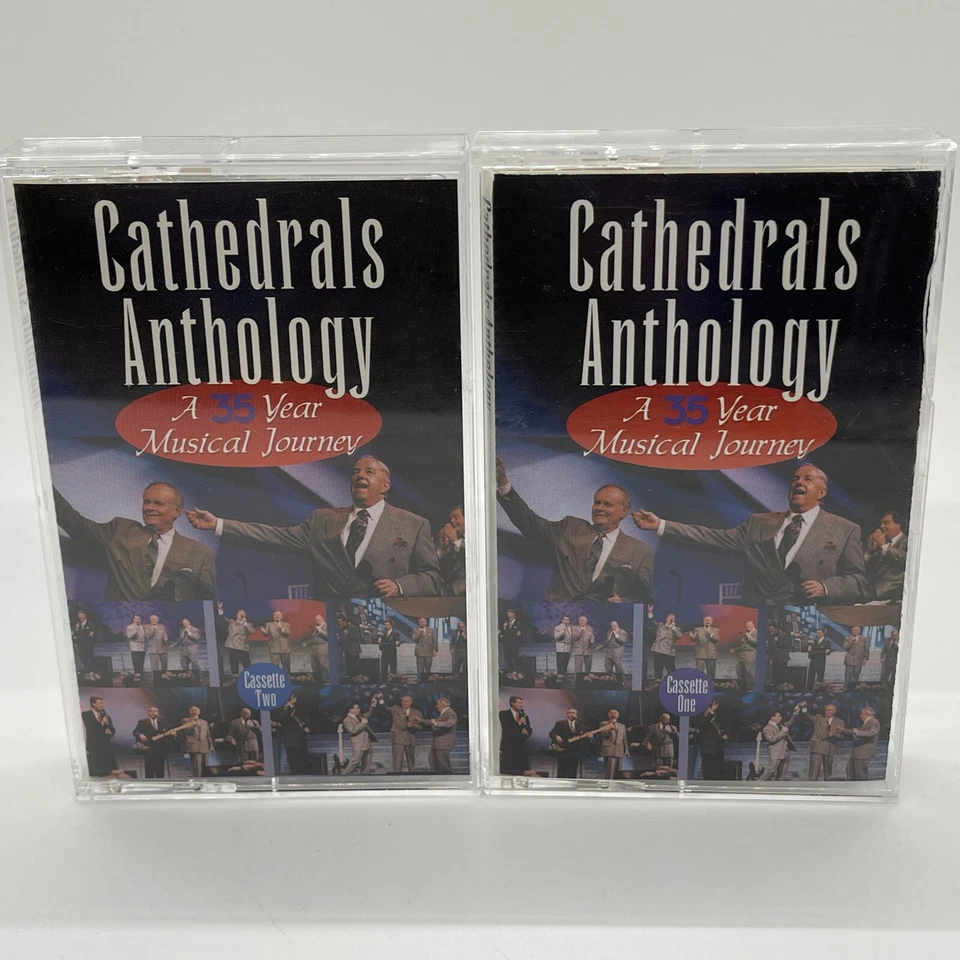 Cathedrals
Anthology
A 35 Year
Musical Journey
Cassette
Two
Cathedrals
Anthology
A 35 Year
Musical Journey
Cassette
One